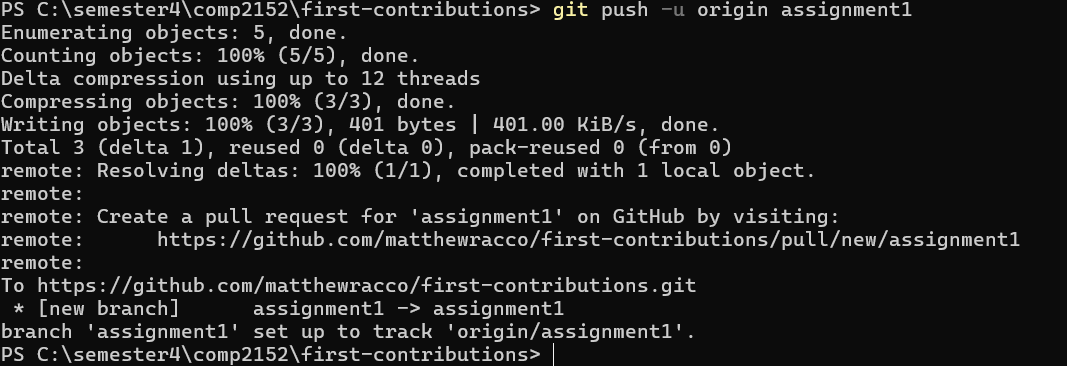 PS C:\semester4\comp2152\first-contributions> git push -u origin assignment1
Enumerating objects: 5, done.
Counting objects: 100% (5/5), done.
Delta compression using up to 12 threads
Compressing objects: 100% (3/3), done.
Writing objects: 100% (3/3), 401 bytes | 401.00 KiB/s, done.
Total 3 (delta 1), reused 0 (delta 0), pack-reused 0 (from 0)
remote: Resolving deltas: 100% (1/1), completed with 1 local object.
remote:
remote: Create a pull request for 'assignment1' on GitHub by visiting:
remote:      https://github.com/matthewracco/first-contributions/pull/new/assignment1
remote:
To https://github.com/matthewracco/first-contributions.git
 * [new branch]      assignment1 -> assignment1
branch 'assignment1' set up to track 'origin/assignment1'.
PS C:\semester4\comp2152\first-contributions>